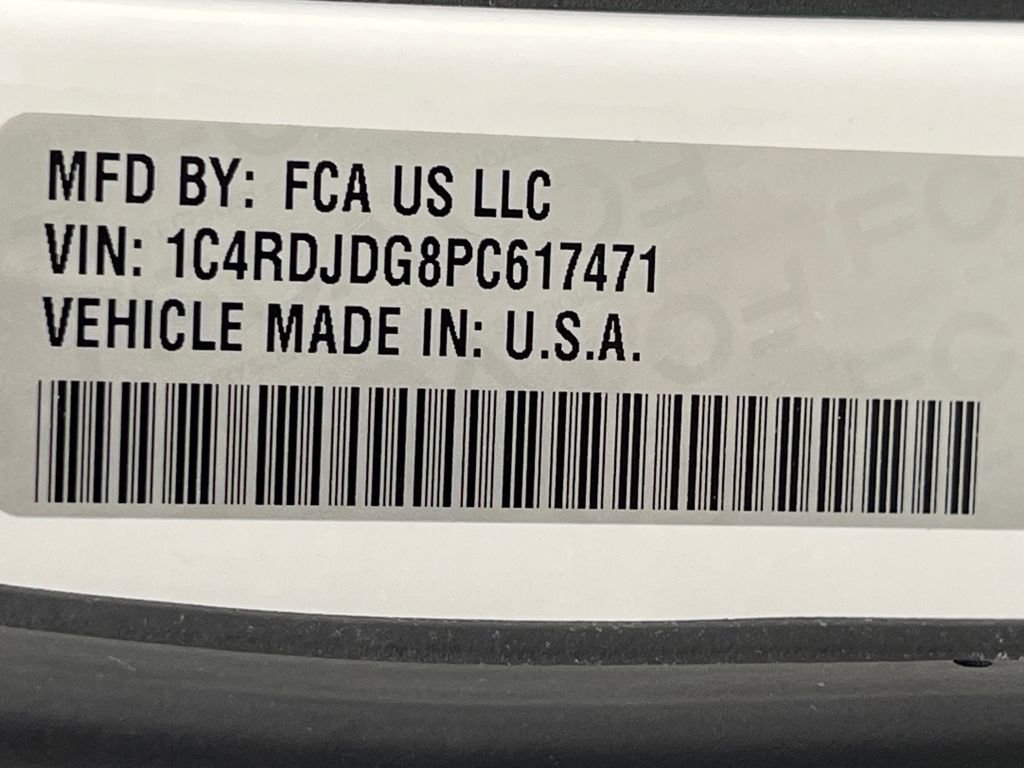 MFD BY: FCA US LLC
VIN: 1C4RDJDG8PC617471
VEHICLE MADE IN: U.S.A.